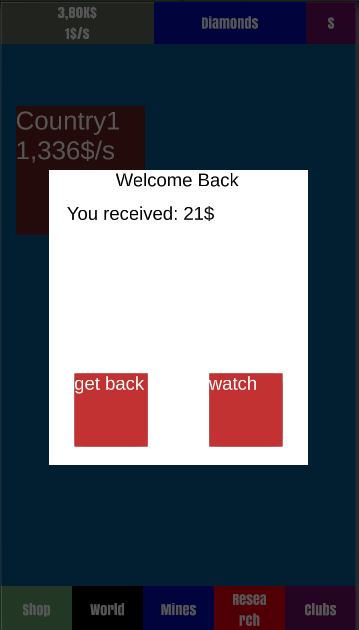 3,80K$
1$/s
Diamonds
S
Country1
1,336$/s
Welcome Back
You received: 21$
get back
watch
Shop
World
Mines
Resea
rch
Clubs